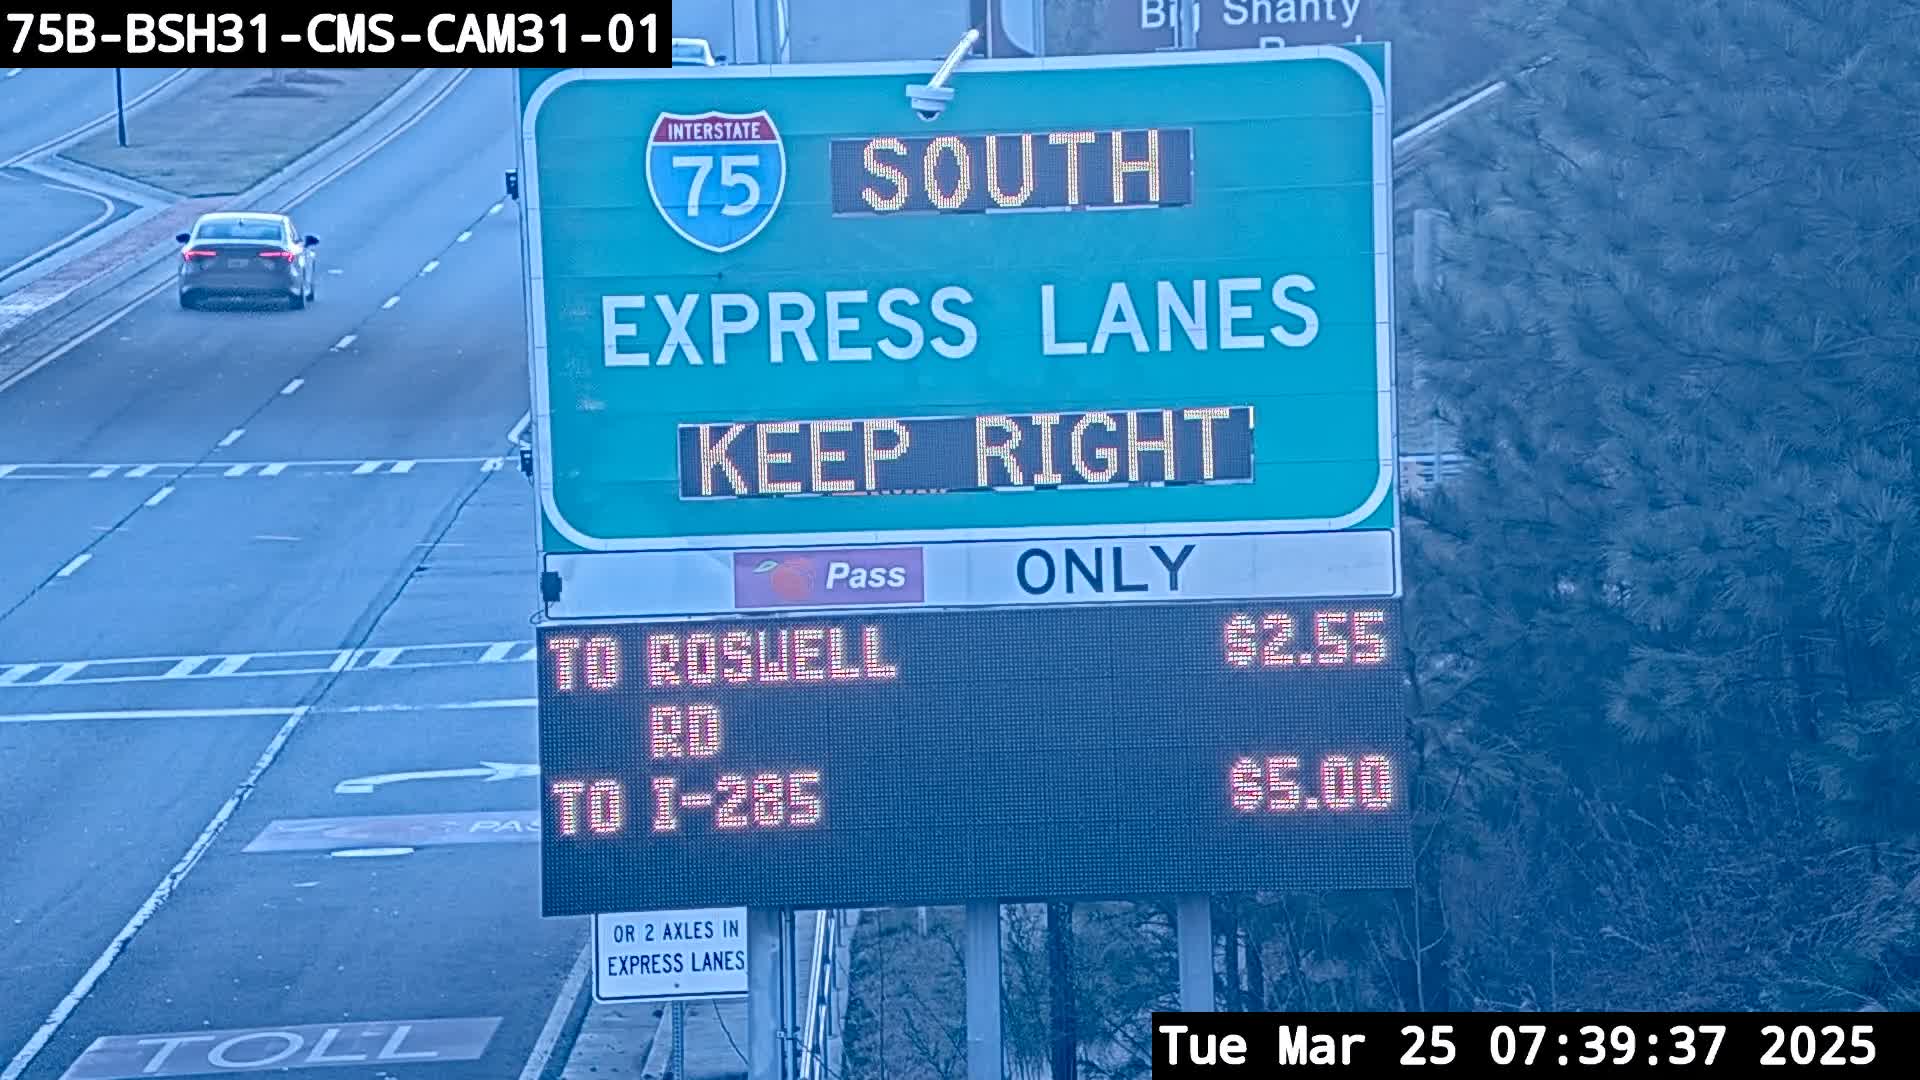 75B-BSH31-CMS-CAM31-01
Big Shanty
INTERSTATE
75
SOUTH
EXPRESS LANES
KEEP RIGHT
Pass
ONLY
TO ROSWELL $2.55
RD
TO I-285 $5.00
OR 2 AXLES IN
EXPRESS LANES
TOLL
Tue Mar 25 07:39:37 2025